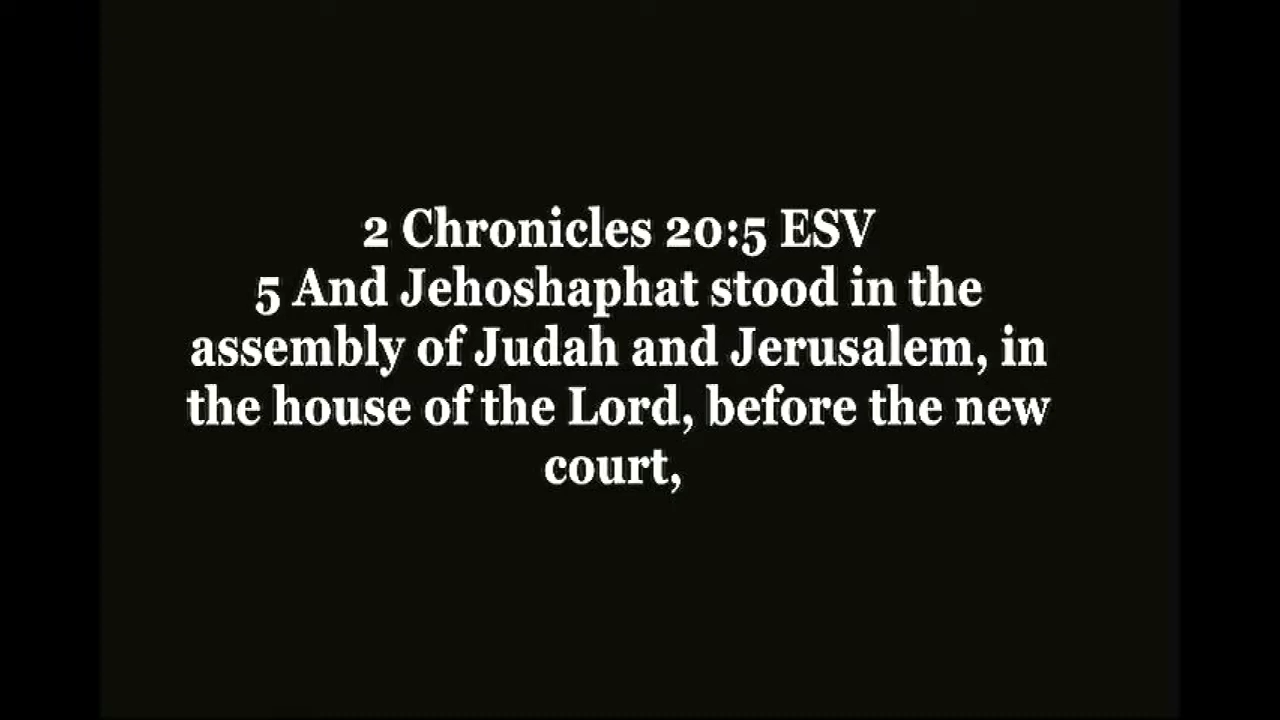 2 Chronicles 20:5 ESV
5 And Jehoshaphat stood in the
assembly of Judah and Jerusalem, in
the house of the Lord, before the new
court,